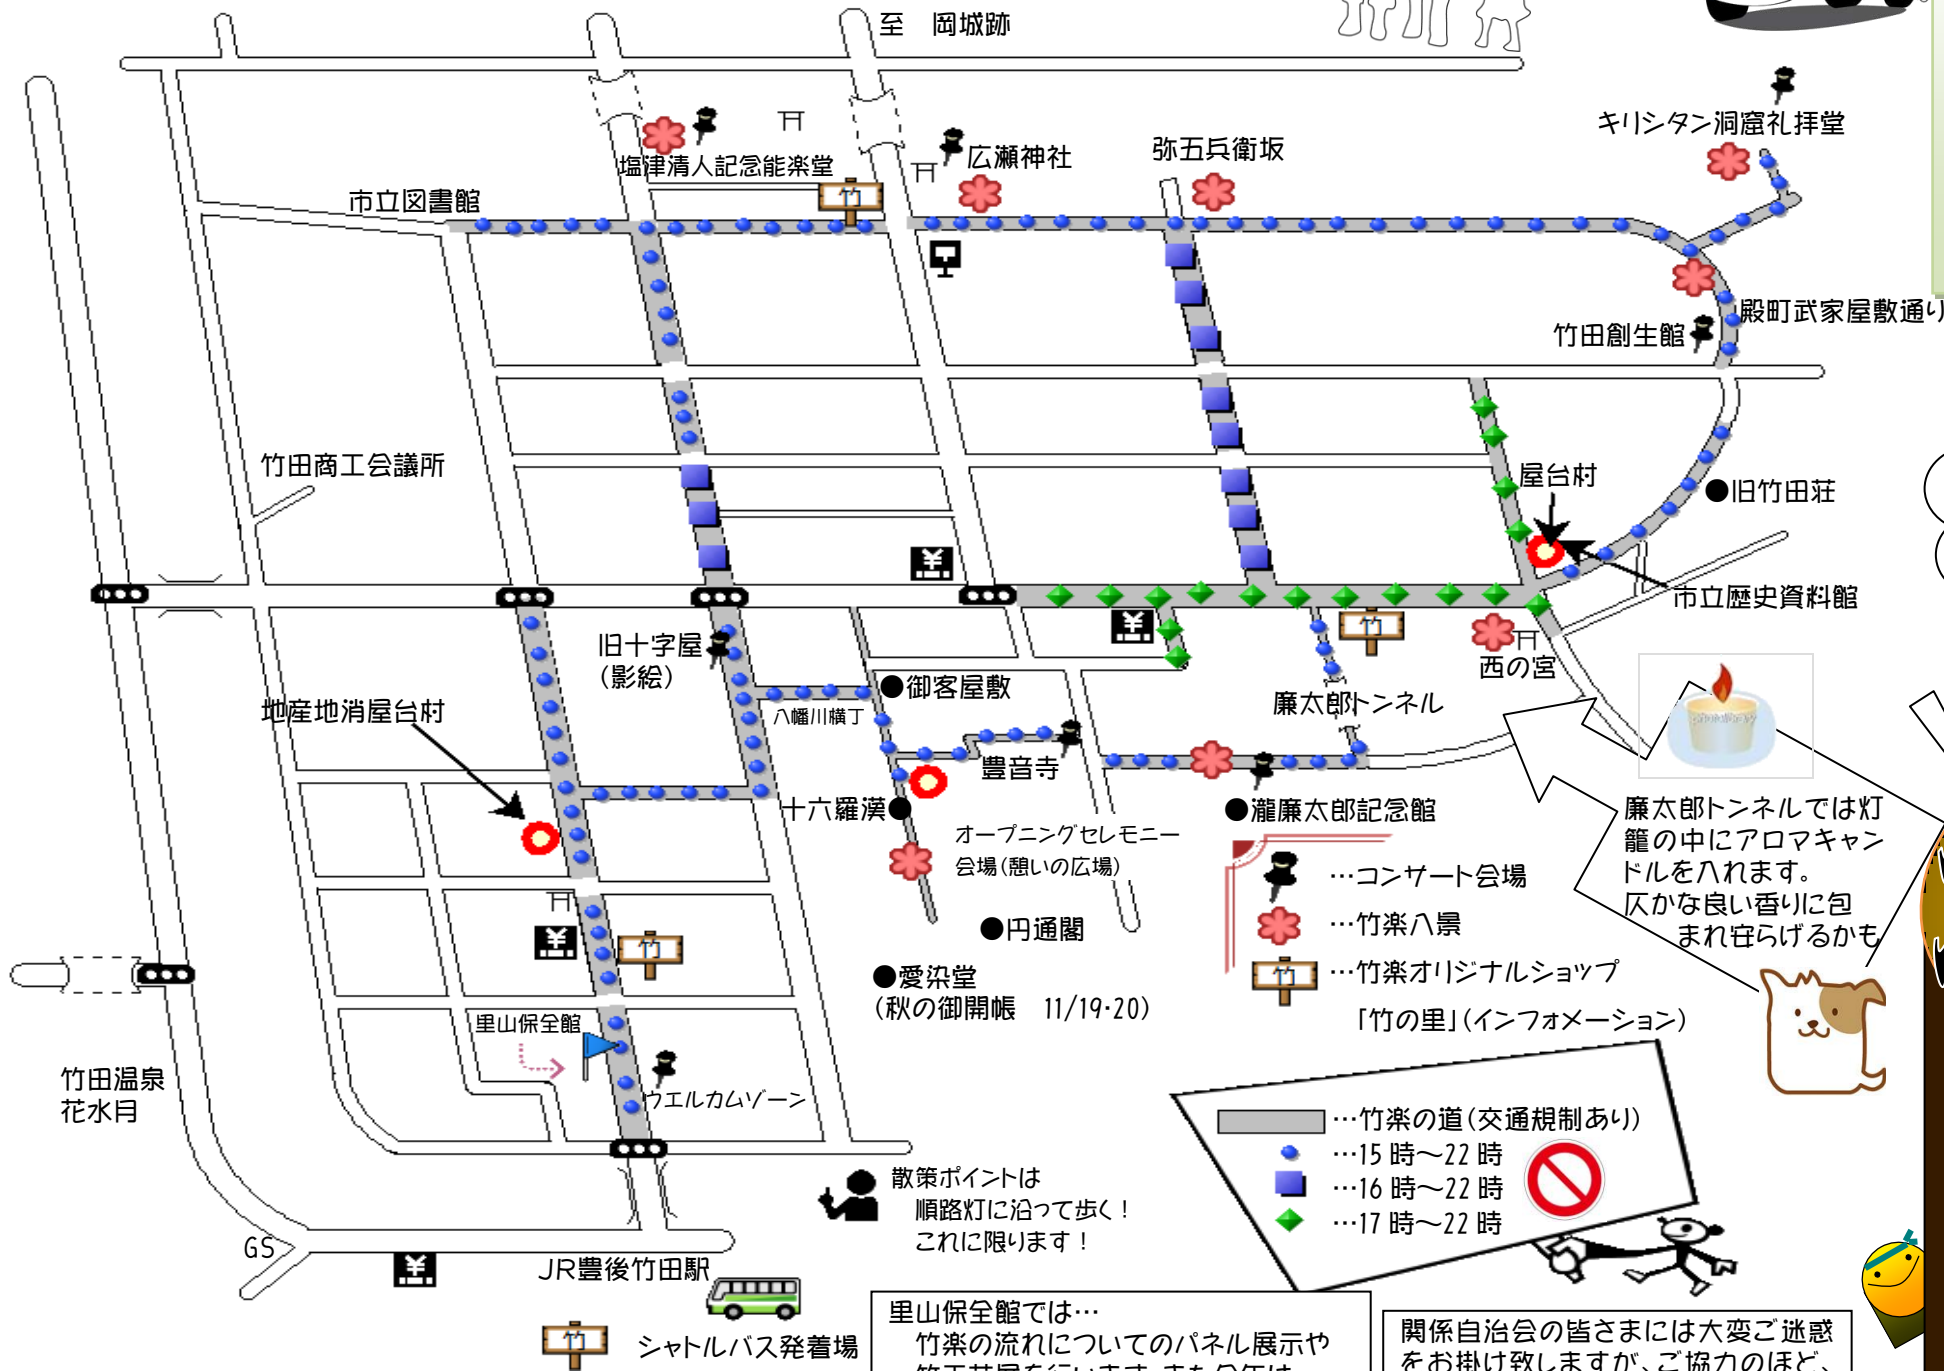 至　岡城跡
キリシタン洞窟礼拝堂
塩津清人記念能楽堂
広瀬神社
弥五兵衛坂
市立図書館
竹
殿町武家屋敷通り
竹田創生館
竹田商工会議所
屋台村
●旧竹田荘
¥
市立歴史資料館
旧十字屋
(影絵)
¥
竹
西の宮
●御客屋敷
八幡川横丁
廉太郎トンネル
地産地消屋台村
豊音寺
十六羅漢●
●瀧廉太郎記念館
オープニングセレモニー
会場(憩いの広場)
廉太郎トンネルでは灯
籠の中にアロマキャン
ドルを入れます。
仄かな良い香りに包
まれ安らげるかも
…コンサート会場
…竹楽八景
竹 …竹楽オリジナルショップ
「竹の里」(インフォメーション)
●円通閣
¥
竹
●愛染堂
(秋の御開帳　11/19・20)
里山保全館
ウエルカムゾーン
竹田温泉
花水月
…竹楽の道(交通規制あり)
…15時～22時
…16時～22時
…17時～22時
散策ポイントは
順路灯に沿って歩く！
これに限ります！
GS
¥
JR豊後竹田駅
竹 シャトルバス発着場
里山保全館では…
竹楽の流れについてのパネル展示や
関係自治会の皆さまには大変ご迷惑
をお掛け致しますが、ご協力のほど、